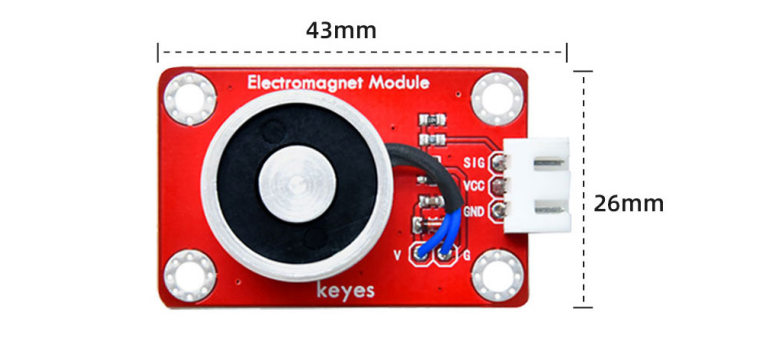 43mm
Electromagnet Module
SIG
VCC
GND
26mm
V
G
keyes